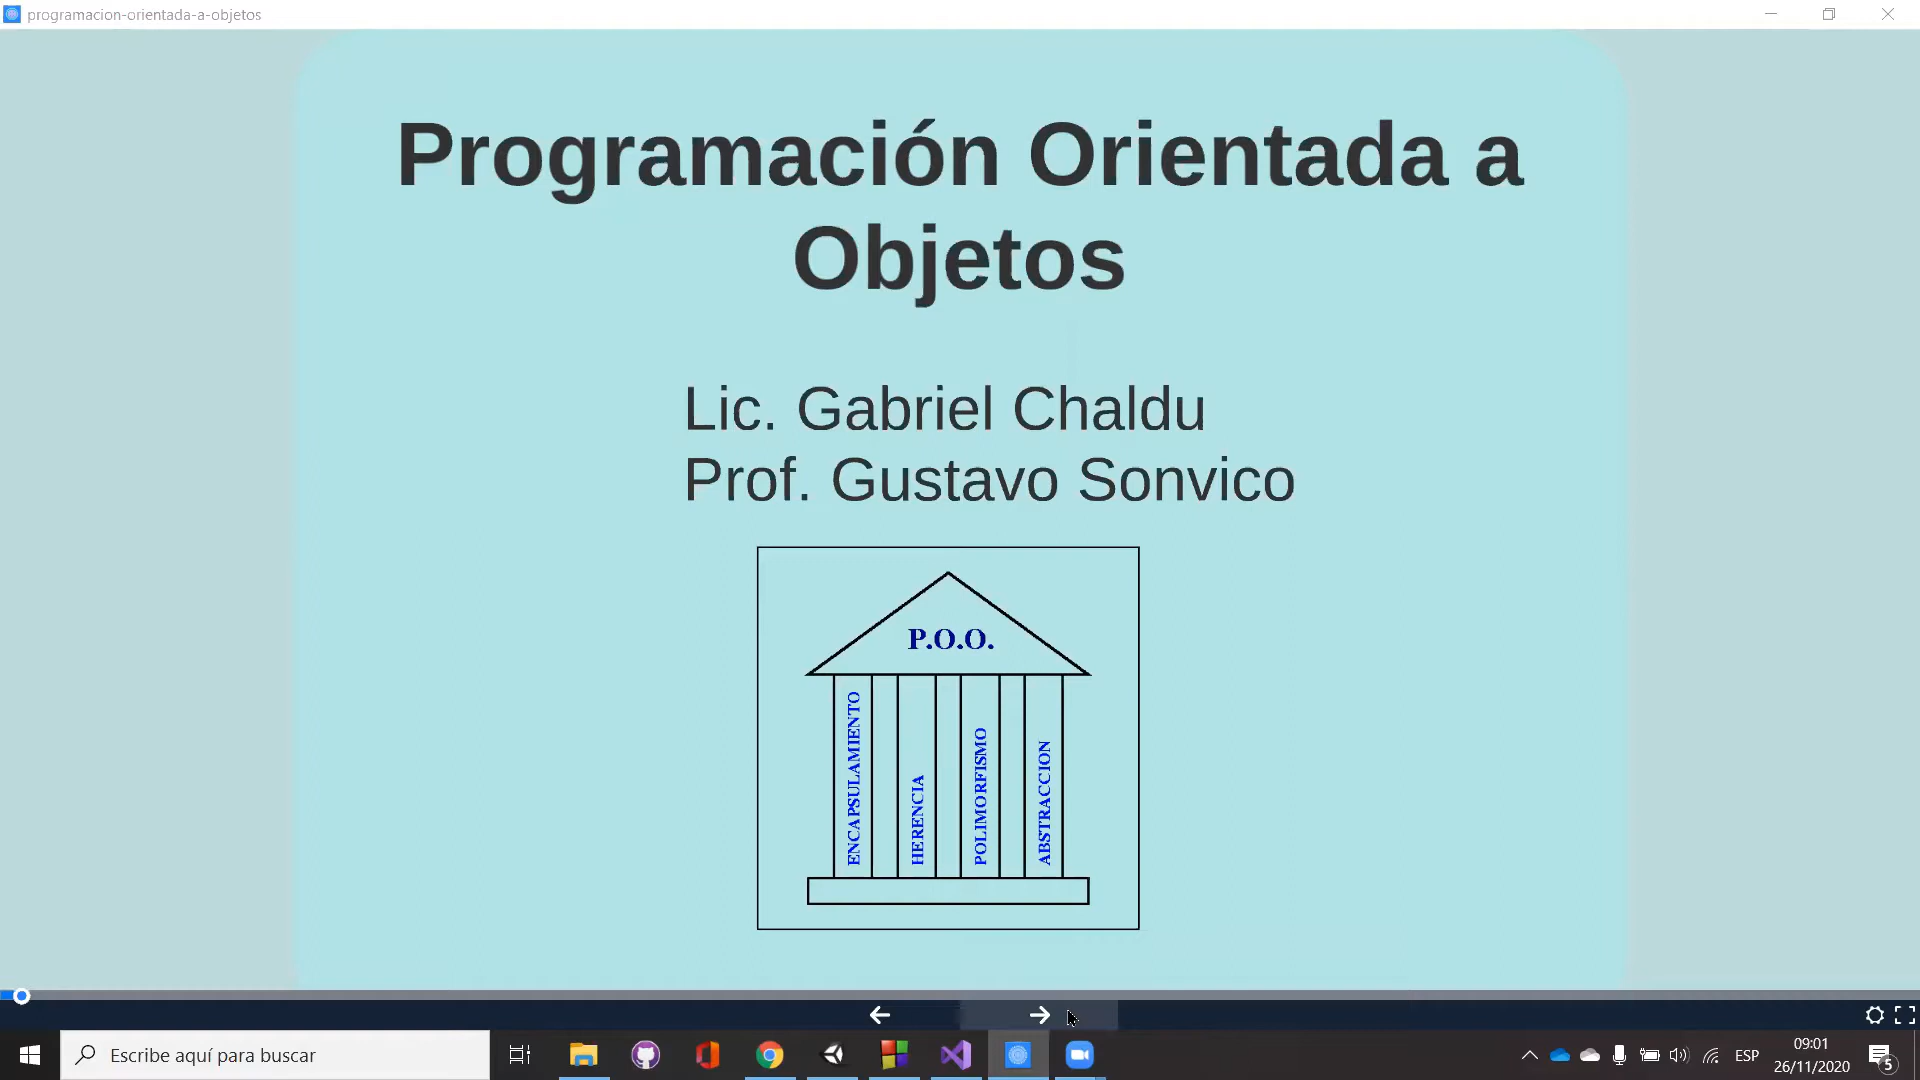 programacion-orientada-a-objetos
Programación Orientada a
Objetos
Lic. Gabriel Chaldu
Prof. Gustavo Sonvico
P.O.O.
ENCAPSULAMIENTO
HERENCIA
POLIMORFISMO
ABSTRACCION
Escribe aquí para buscar
ESP
09:01
26/11/2020
5